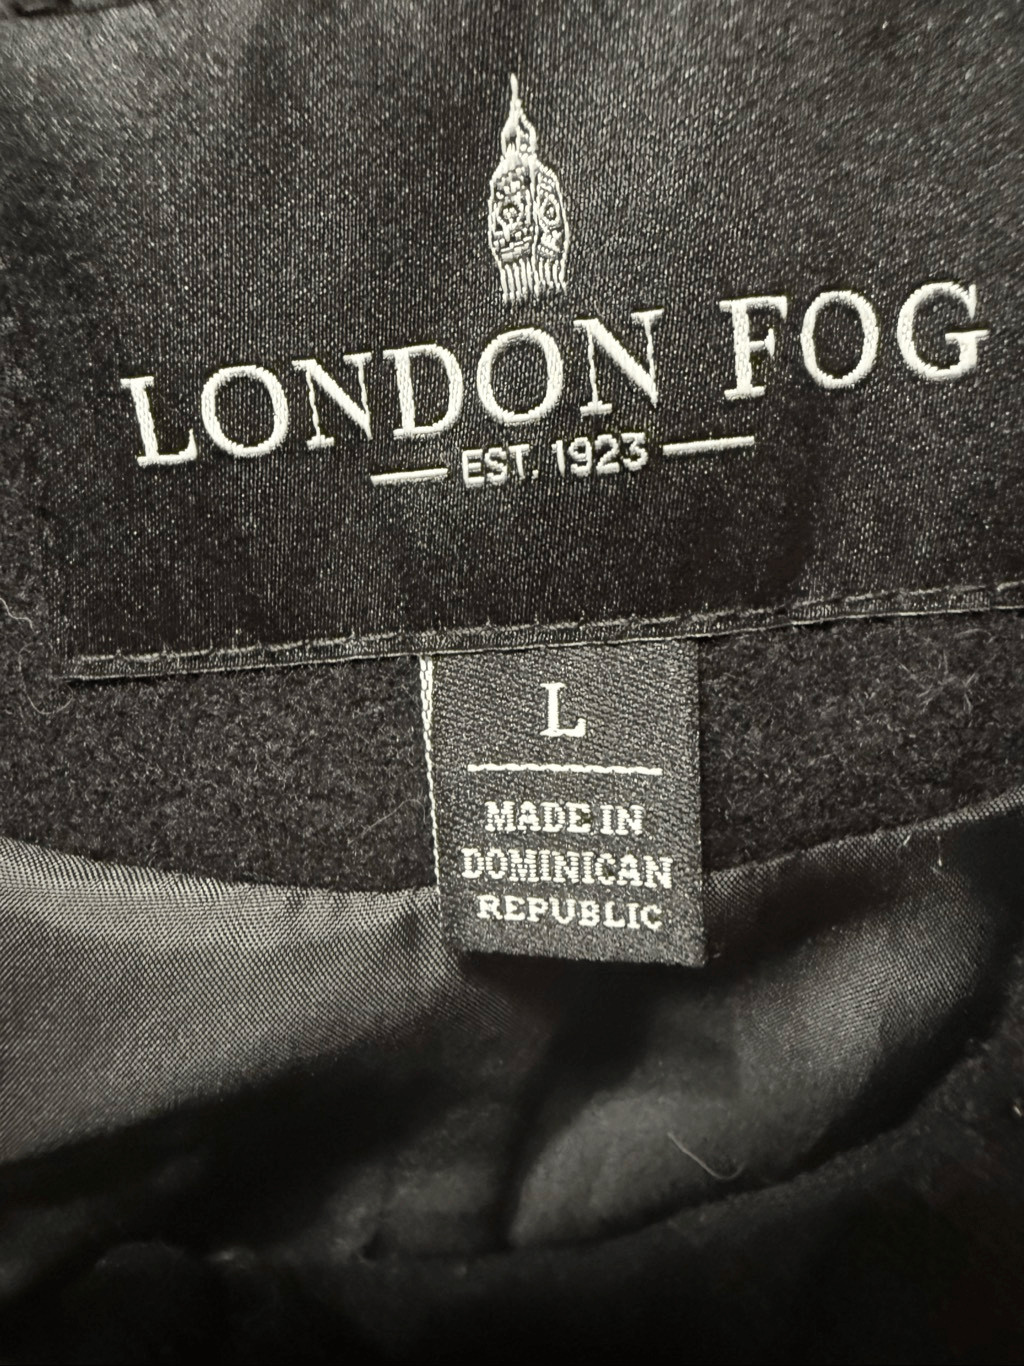 LONDON FOG
EST. 1923
L
MADE IN
DOMINICAN
REPUBLIC